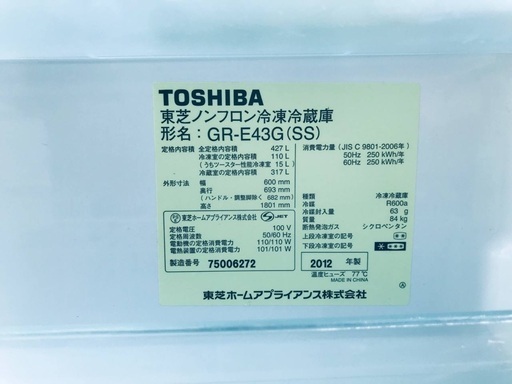 TOSHIBA
東芝ノンフロン冷凍冷蔵庫
形名：GR-E43G(SS)
定格内容積 全定格内容積 427 L
冷凍室の内容積 110 L
(うちツースター性能冷凍室 15 L)
冷蔵室の内容積 317 L
外形寸法 幅 600 mm
奥行 693 mm
(ハンドル・調整脚除く 682 mm)
高さ 1801 mm
東芝ホームアプライアンス株式会社 JET
定格電圧 100 V
定格周波数 50/60 Hz
電動機の定格消費電力 110/110 W
電熱装置の定格消費電力 101/101 W
製造番号 75006272
消費電力量(JIS C 9801-2006年)
50Hz 250 kWh/年
60Hz 250 kWh/年
種類 冷凍冷蔵庫
冷媒 R600a
冷媒封入量 63 g
質量 84 kg
断熱発泡ガス シクロペンタン
上段冷凍室の記号
下段冷凍室の記号
2012 年製
温度ヒューズ 77℃
MADE IN CHINA
東芝ホームアプライアンス株式会社
A